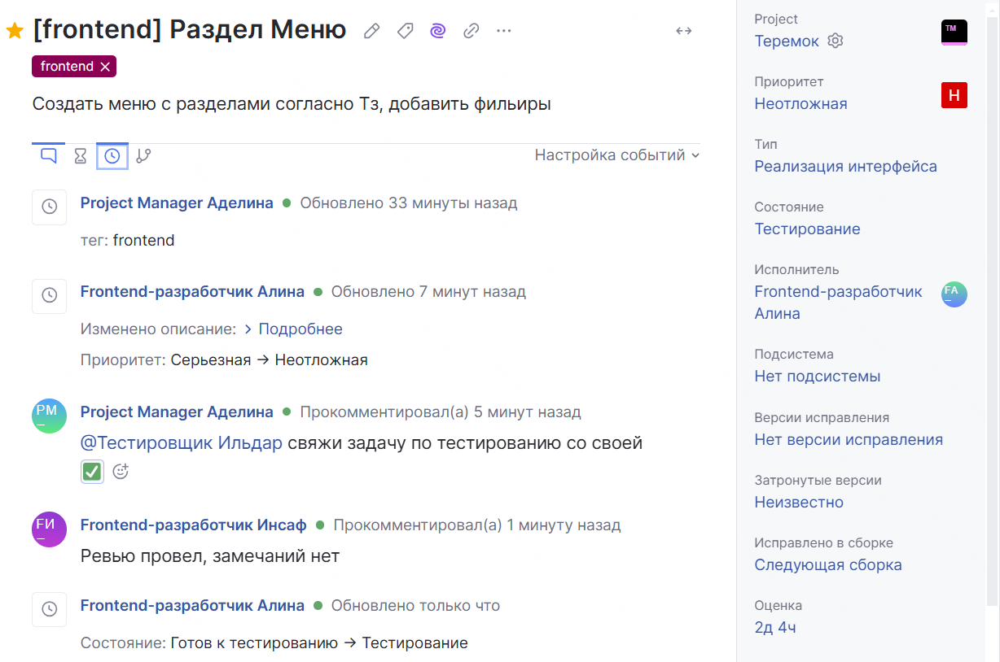 [frontend] Раздел Меню
frontend
Создать меню с разделами согласно Тз, добавить фильиры
Настройка событий
Project Manager Аделина Обновлено 33 минуты назад
тег: frontend
Frontend-разработчик Алина Обновлено 7 минут назад
Изменено описание: Подробнее
Приоритет: Серьезная → Неотложная
PM
Project Manager Аделина Прокомментировал(а) 5 минут назад
@Тестировщик Ильдар свяжи задачу по тестированию со своей
FИ
Frontend-разработчик Инсаф Прокомментировал(а) 1 минуту назад
Ревью провел, замечаний нет
Frontend-разработчик Алина Обновлено только что
Состояние: Готов к тестированию → Тестирование
Project
Теремок
TM
Приоритет
Неотложная
Н
Тип
Реализация интерфейса
Состояние
Тестирование
Исполнитель
Frontend-разработчик
Алина
FA
Подсистема
Нет подсистемы
Версии исправления
Нет версии исправления
Затронутые версии
Неизвестно
Исправлено в сборке
Следующая сборка
Оценка
2д 4ч